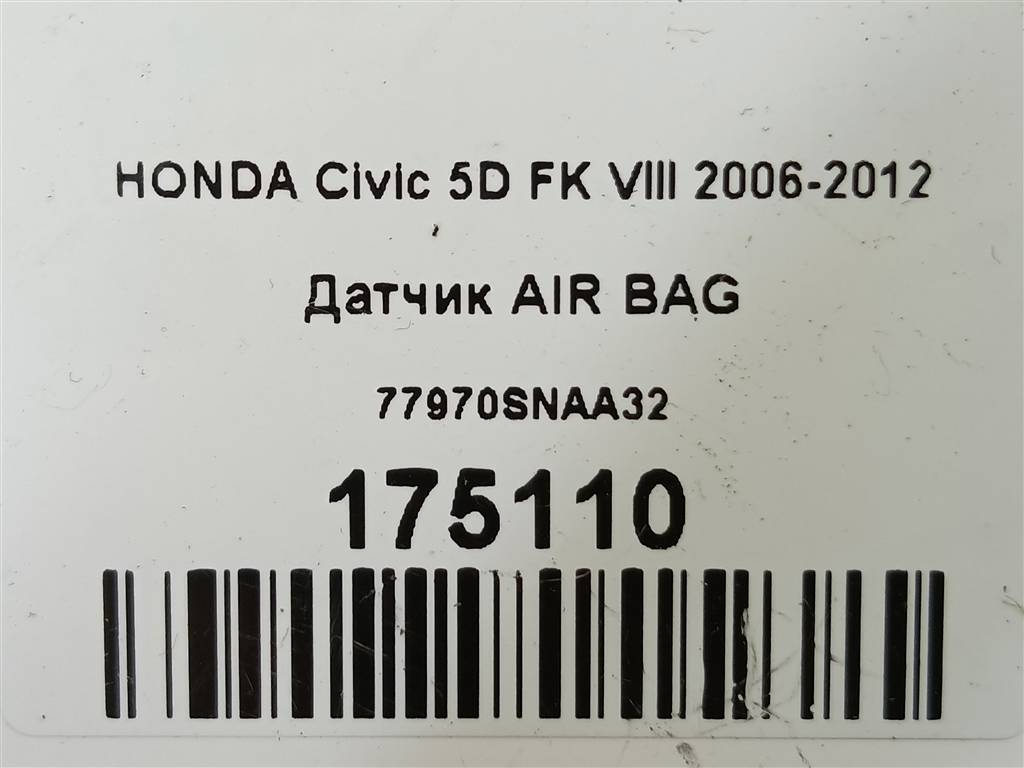 HONDA Civic 5D FK VIII 2006-2012
Датчик AIR BAG
77970SNAA32
175110